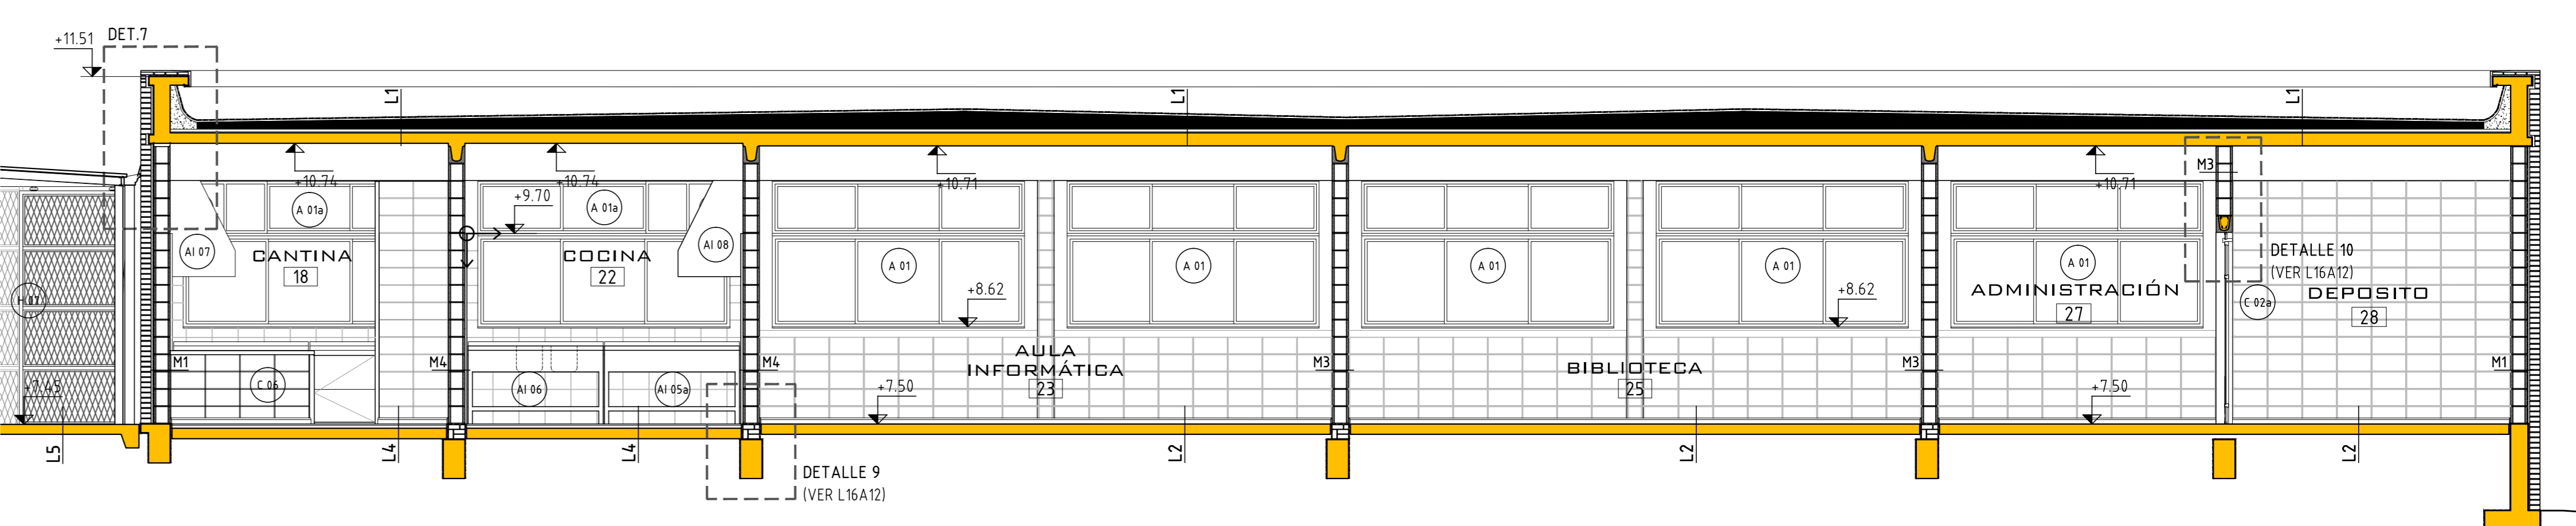 +11.51
DET.7
L1
L1
L1
+10.74
+10.74
+10.71
+10.71
M3
A 01a
+9.70
A 01a
AI 07
CANTINA
18
COCINA
22
AI 08
A 01
A 01
A 01
A 01
A 01
DETALLE 10
(VER L16A12)
+8.62
+8.62
ADMINISTRACIÓN
27
C 02a
DEPOSITO
28
M1
M4
M4
AULA
INFORMÁTICA
23
M3
BIBLIOTECA
25
M3
M1
+7.45
C 06
AI 06
AI 05a
+7.50
+7.50
L5
L4
L4
L2
L2
L2
DETALLE 9
(VER L16A12)